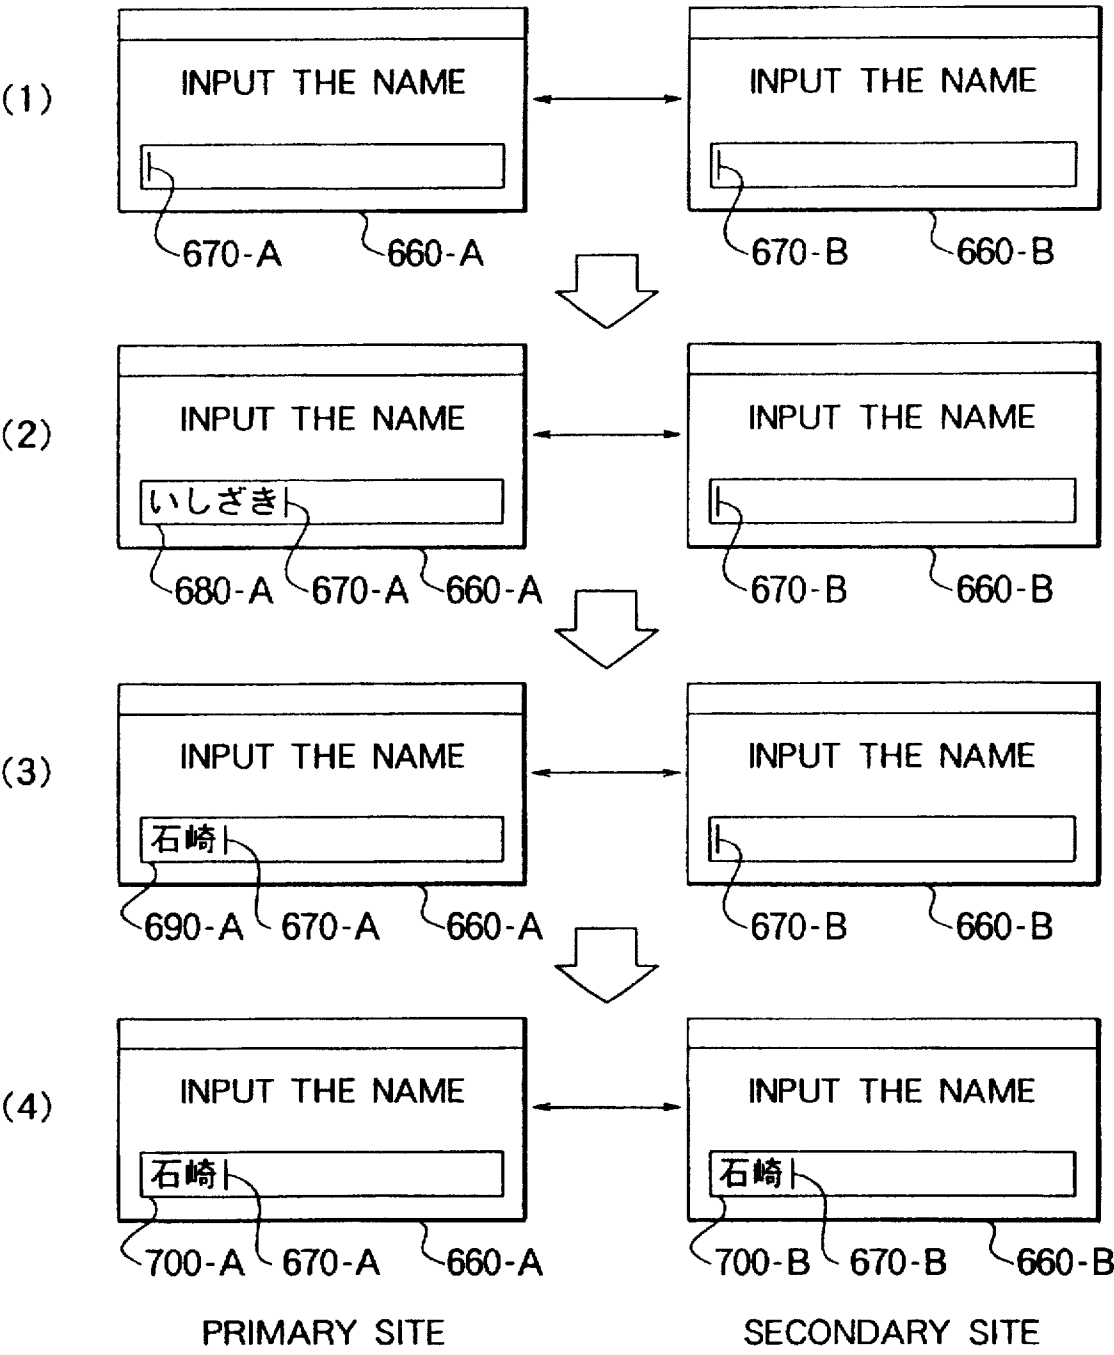 (1)
INPUT THE NAME
INPUT THE NAME
670-A 660-A
670-B 660-B
(2)
INPUT THE NAME
INPUT THE NAME
いしざき
680-A 670-A 660-A
670-B 660-B
(3)
INPUT THE NAME
INPUT THE NAME
石崎
690-A 670-A 660-A
670-B 660-B
(4)
INPUT THE NAME
INPUT THE NAME
石崎
石崎
700-A 670-A 660-A
700-B 670-B 660-B
PRIMARY SITE
SECONDARY SITE